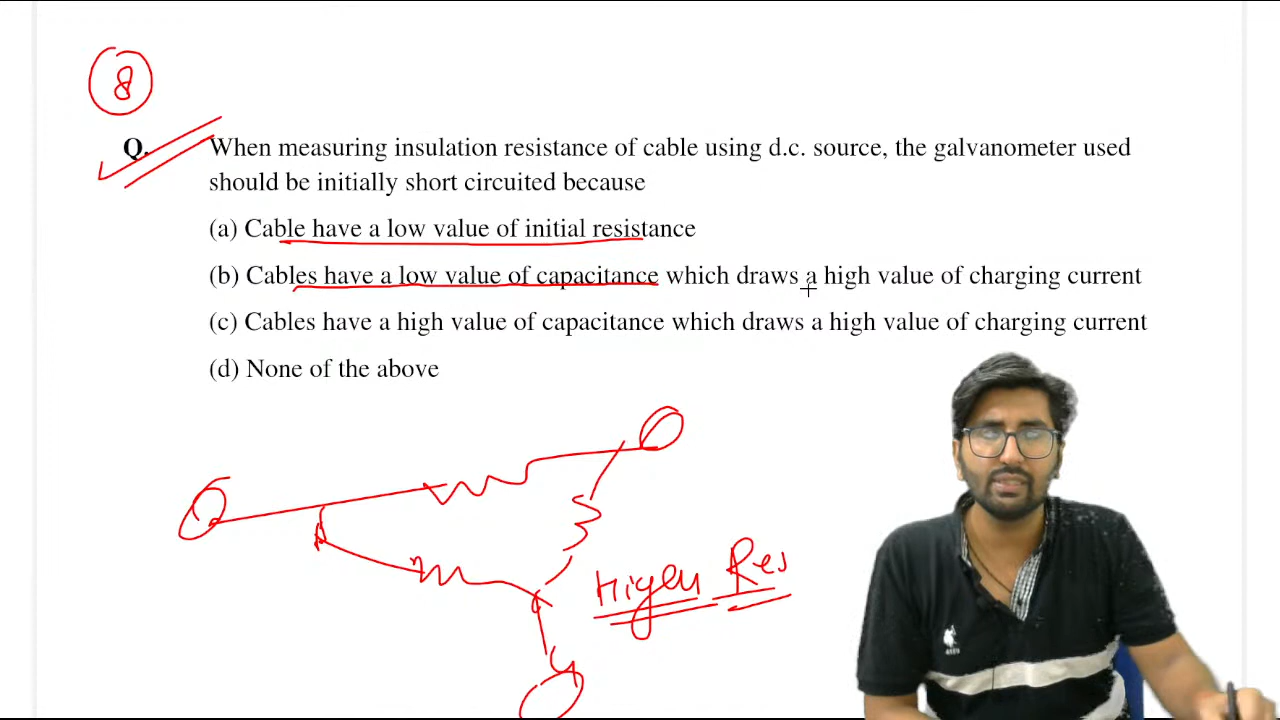 8
Q. When measuring insulation resistance of cable using d.c. source, the galvanometer used
should be initially short circuited because
(a) Cable have a low value of initial resistance
(b) Cables have a low value of capacitance which draws a high value of charging current
(c) Cables have a high value of capacitance which draws a high value of charging current
(d) None of the above
Res